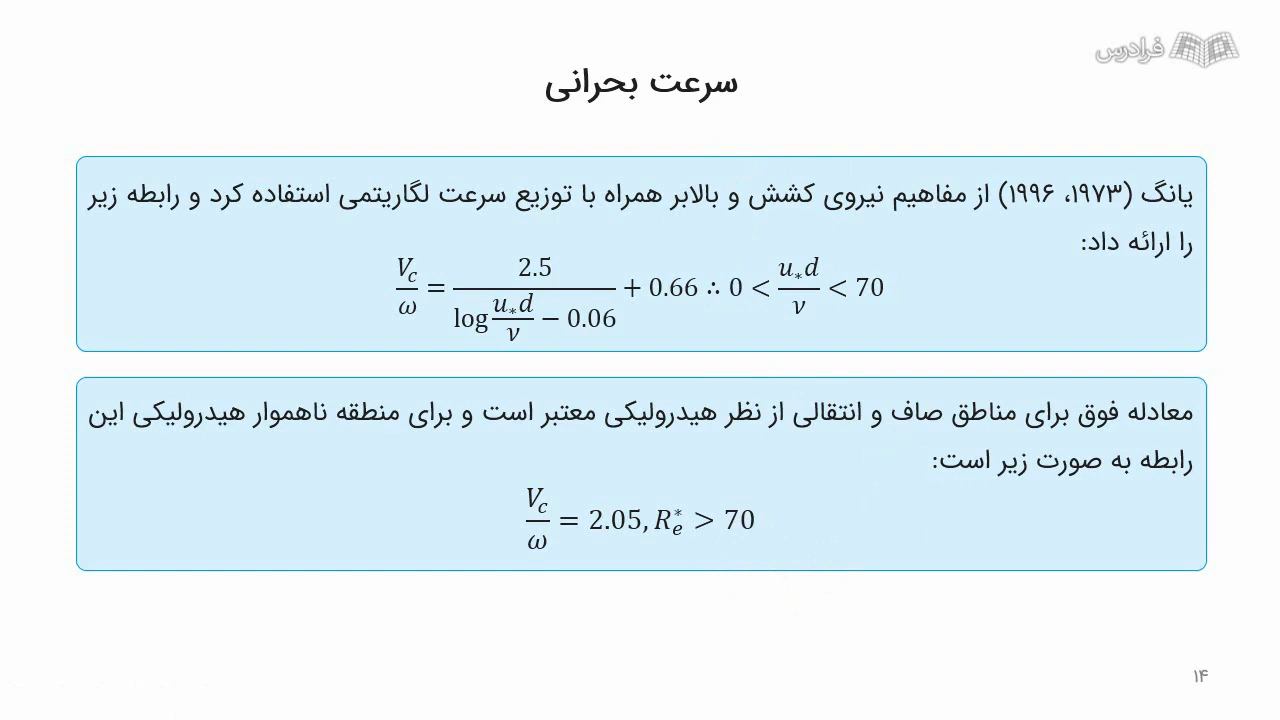 فرادرس
سرعت بحرانی
یانگ (۱۹۷۳، ۱۹۹۶) از مفاهیم نیروی کشش و بالابر همراه با توزیع سرعت لگاریتمی استفاده کرد و رابطه زیر
را ارائه داد:
V_c/ω = 2.5/(log u_*d/ν − 0.06) + 0.66 ∴ 0 < u_*d/ν < 70
معادله فوق برای مناطق صاف و انتقالی از نظر هیدرولیکی معتبر است و برای منطقه ناهموار هیدرولیکی این
رابطه به صورت زیر است:
V_c/ω = 2.05, R_e^* > 70
۱۴